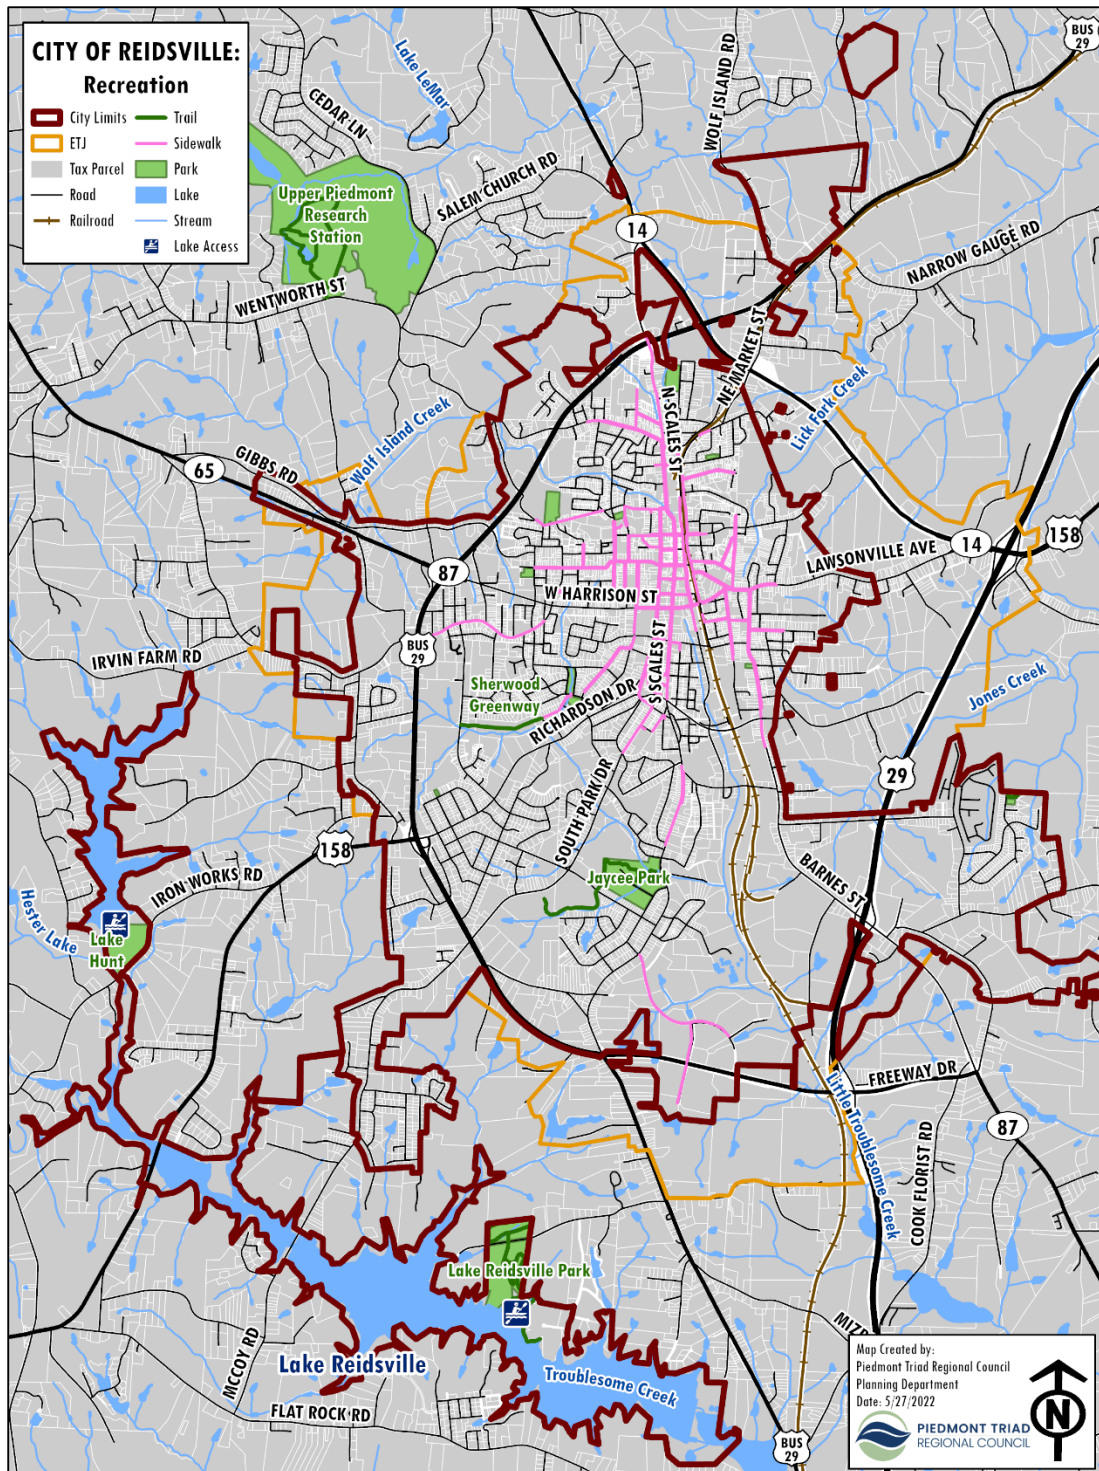 CITY OF REIDSVILLE:
Recreation
City Limits
ETJ
Tax Parcel
Road
Railroad
Trail
Sidewalk
Park
Lake
Stream
Lake Access
Lake LeMar
CEDAR LN
WOLF ISLAND RD
BUS
29
Upper Piedmont
Research
Station
SALEM CHURCH RD
14
NARROW GAUGE RD
WENTWORTH ST
NE MARKET ST
N SCALES ST
Lick Fork Creek
Wolf Island Creek
GIBBS RD
65
87
LAWSONVILLE AVE
14
158
W HARRISON ST
BUS
29
IRVIN FARM RD
Sherwood
Greenway
RICHARDSON DR
S SCALES ST
Jones Creek
29
SOUTH PARK DR
158
IRON WORKS RD
Jaycee Park
BARNES ST
Hester Lake
Lake
Hunt
FREEWAY DR
Little Troublesome Creek
87
COOK FLORIST RD
Lake Reidsville Park
MCCOY RD
Lake Reidsville
Troublesome Creek
FLAT ROCK RD
BUS
29
Map Created by:
Piedmont Triad Regional Council
Planning Department
Date: 5/27/2022
PIEDMONT TRIAD
REGIONAL COUNCIL
N